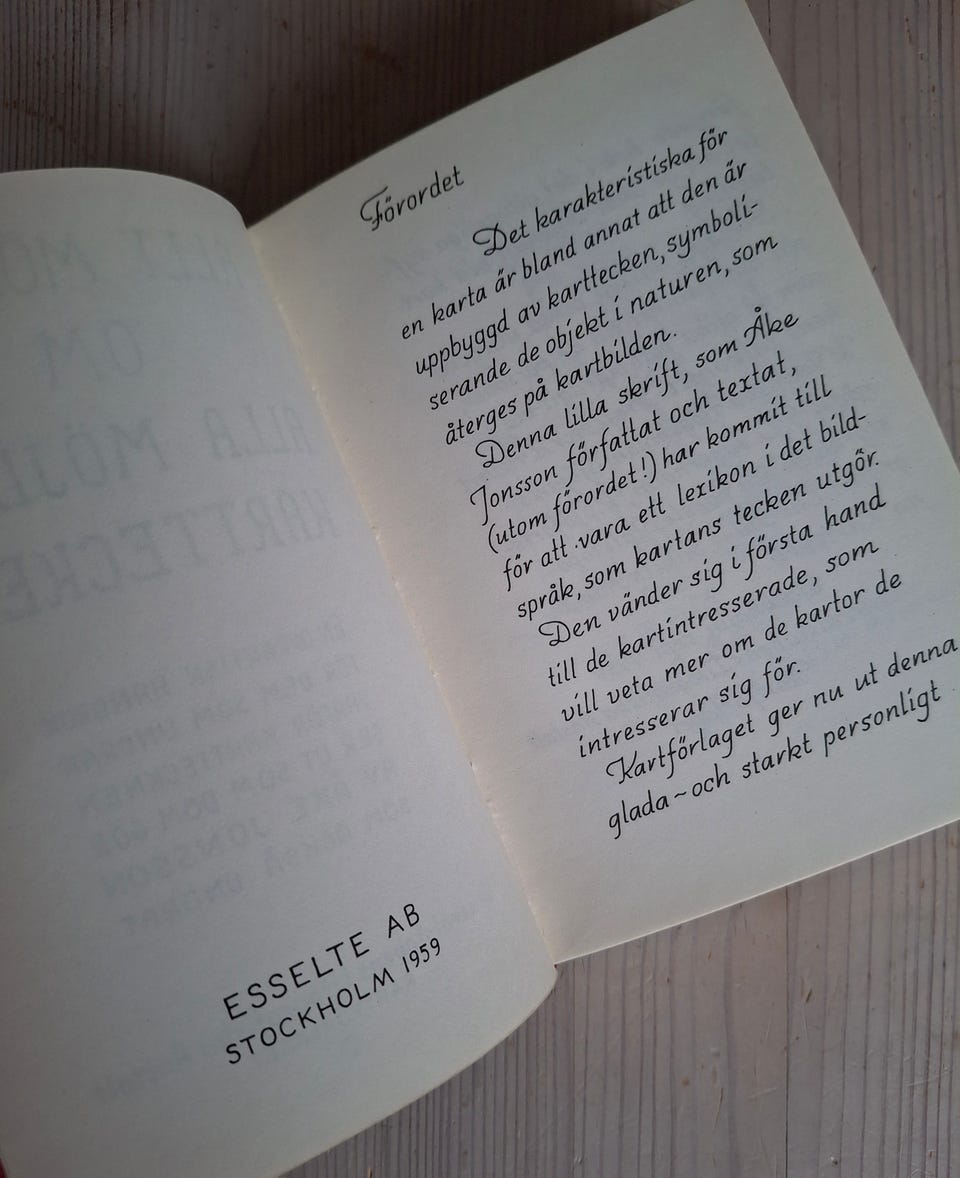 ESSELTE AB
STOCKHOLM 1959
Förordet
Det karakteristiska för
en karta är bland annat att den är
uppbyggd av karttecken, symboli-
serande de objekt i naturen, som
återges på kartbilden.
Denna lilla skrift, som Åke
Jonsson författat och textat,
(utom förordet!) har kommit till
för att vara ett lexikon i det bild-
språk, som kartans tecken utgör.
Den vänder sig i första hand
till de kartintresserade, som
vill veta mer om de kartor de
intresserar sig för.
Kartförlaget ger nu ut denna
glada~och starkt personligt